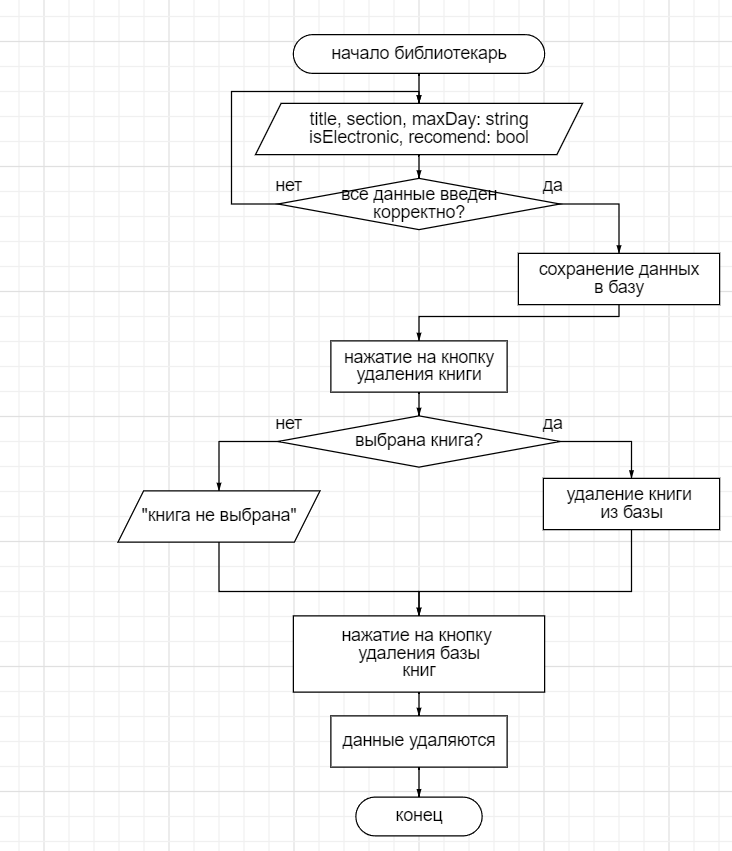 начало библиотекарь
title, section, maxDay: string
isElectronic, recomend: bool
нет
все данные введен
корректно?
да
сохранение данных
в базу
нажатие на кнопку
удаления книги
нет
выбрана книга?
да
"книга не выбрана"
удаление книги
из базы
нажатие на кнопку
удаления базы
книг
данные удаляются
конец